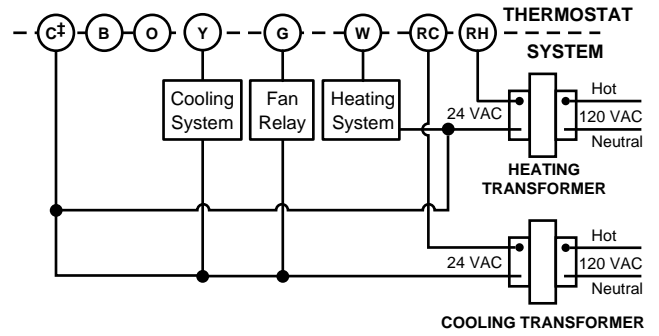 THERMOSTAT
C‡ B O Y G W RC RH
SYSTEM
Cooling
System
Fan
Relay
Heating
System
24 VAC
Hot
120 VAC
Neutral
HEATING
TRANSFORMER
24 VAC
Hot
120 VAC
Neutral
COOLING TRANSFORMER